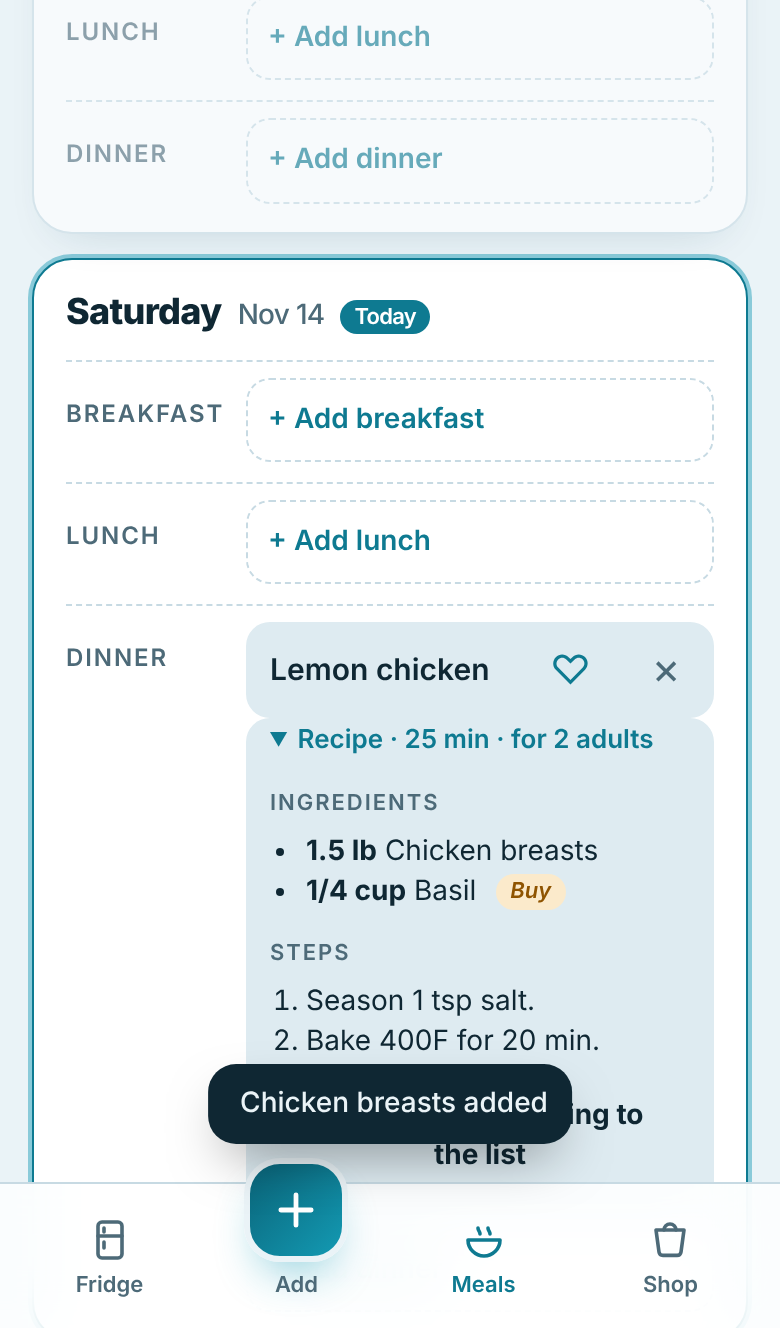 LUNCH
+ Add lunch
DINNER
+ Add dinner
Saturday Nov 14 Today
BREAKFAST
+ Add breakfast
LUNCH
+ Add lunch
DINNER
Lemon chicken
Recipe · 25 min · for 2 adults
INGREDIENTS
• 1.5 lb Chicken breasts
• 1/4 cup Basil Buy
STEPS
1. Season 1 tsp salt.
2. Bake 400F for 20 min.
Chicken breasts added
ing to
the list
Fridge
Add
Meals
Shop